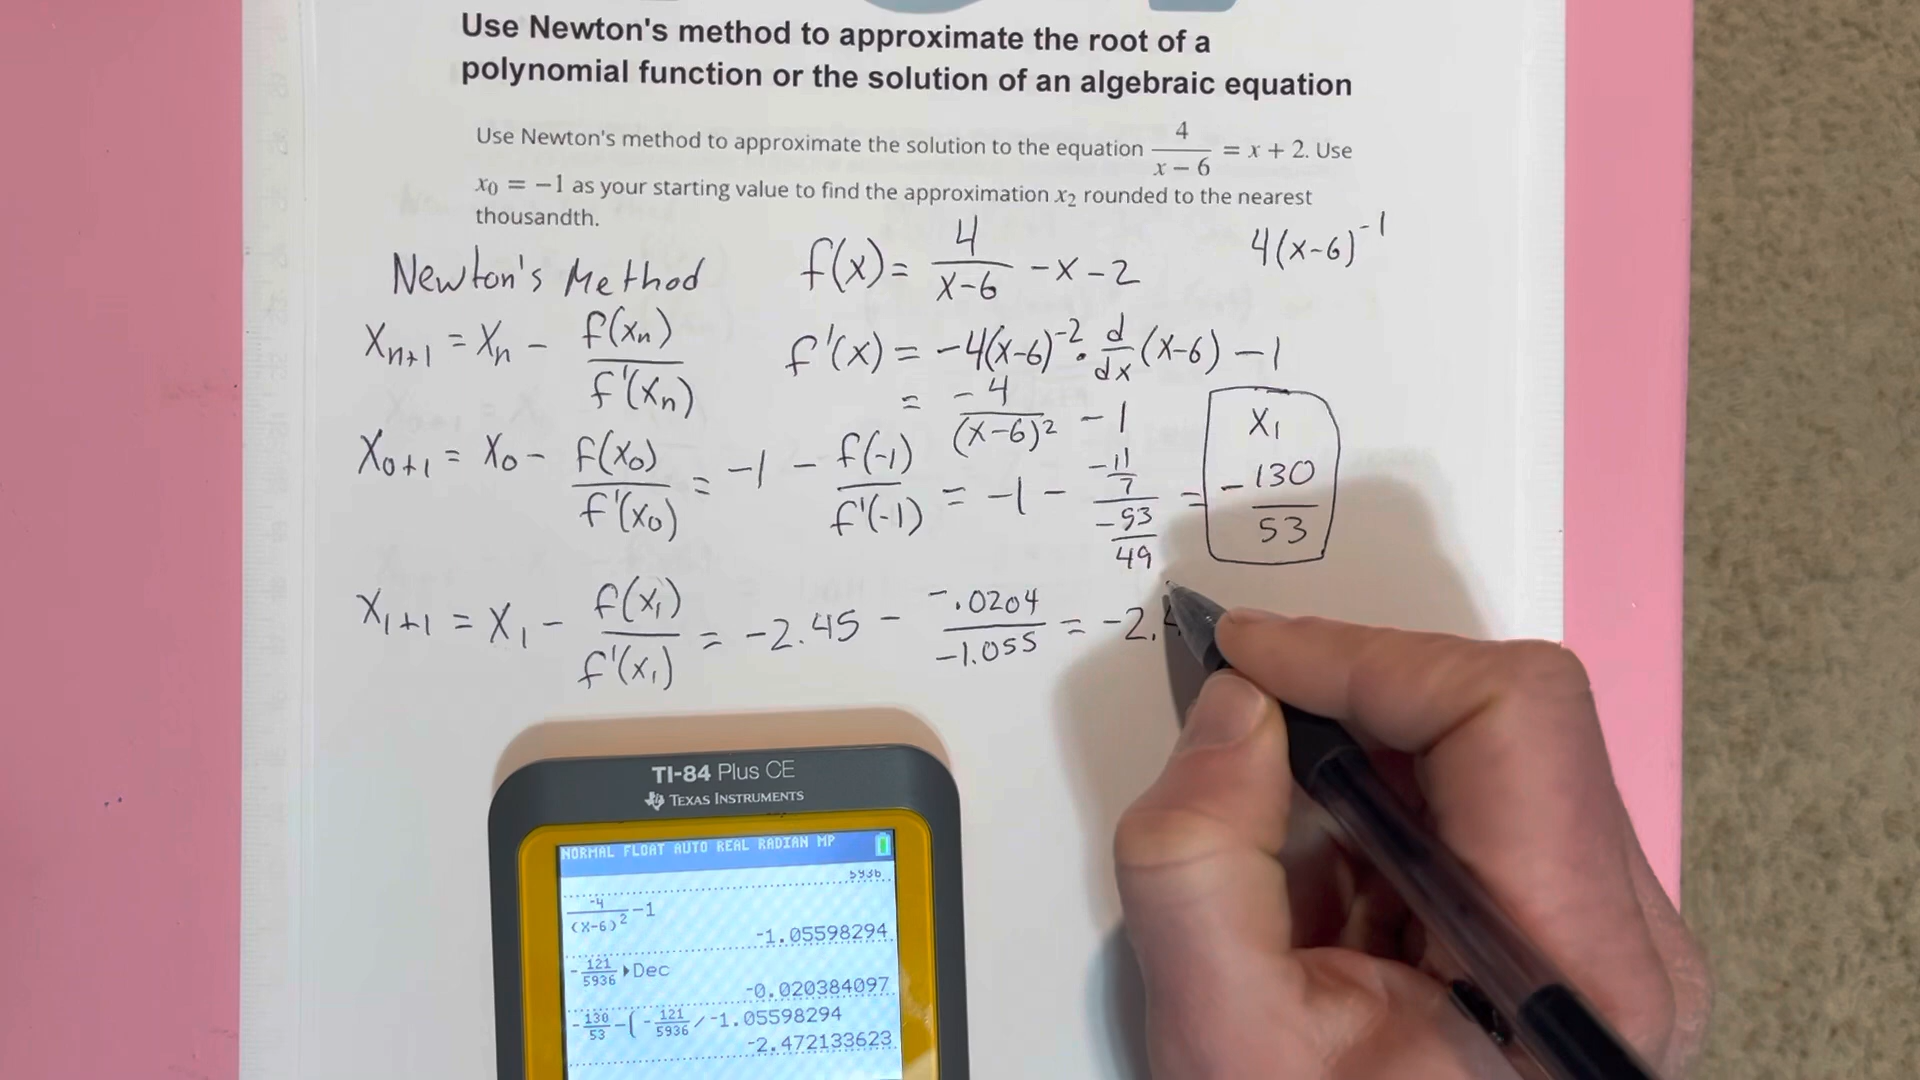 Use Newton's method to approximate the root of a
polynomial function or the solution of an algebraic equation
Use Newton's method to approximate the solution to the equation 4/(x − 6) = x + 2. Use
x₀ = −1 as your starting value to find the approximation x₂ rounded to the nearest
thousandth.
4(x-6)^-1
Newton's Method
f(x) = 4/(x-6) - x - 2
Xn+1 = Xn - f(xn)/f'(xn)
f'(x) = -4(x-6)^-2 · d/dx (x-6) - 1
= -4/(x-6)² - 1
X0+1 = X0 - f(x0)/f'(x0) = -1 - f(-1)/f'(-1) = -1 - (-11/7)/(-53/49) =
X1
-130/53
X1+1 = X1 - f(x1)/f'(x1) = -2.45 - -.0204/-1.055 = -2.
TI-84 Plus CE
TEXAS INSTRUMENTS
NORMAL FLOAT AUTO REAL RADIAN MP
5936
-4/(X-6)² -1
-1.05598294
-121/5936 ▸Dec
-0.020384097
-130/53-(-121/5936/-1.05598294
-2.472133623